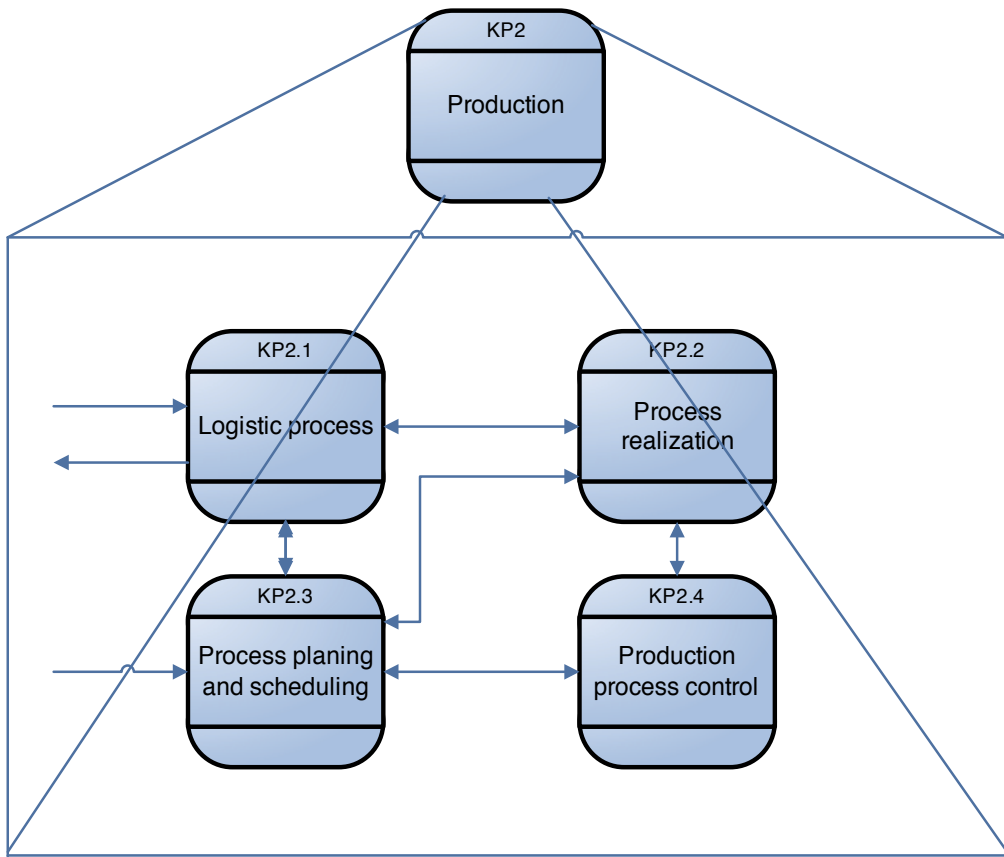 KP2
Production
KP2.1
Logistic process
KP2.2
Process
realization
KP2.3
Process planing
and scheduling
KP2.4
Production
process control